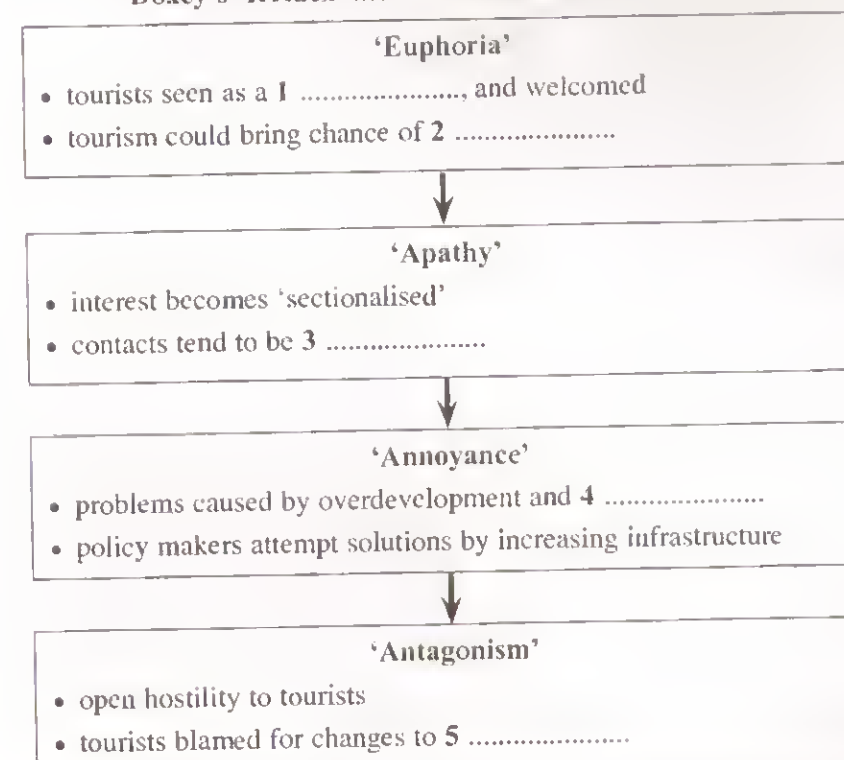 'Euphoria'
• tourists seen as a 1 ......................, and welcomed
• tourism could bring chance of 2 ......................
'Apathy'
• interest becomes 'sectionalised'
• contacts tend to be 3 ......................
'Annoyance'
• problems caused by overdevelopment and 4 ......................
• policy makers attempt solutions by increasing infrastructure
'Antagonism'
• open hostility to tourists
• tourists blamed for changes to 5 ......................